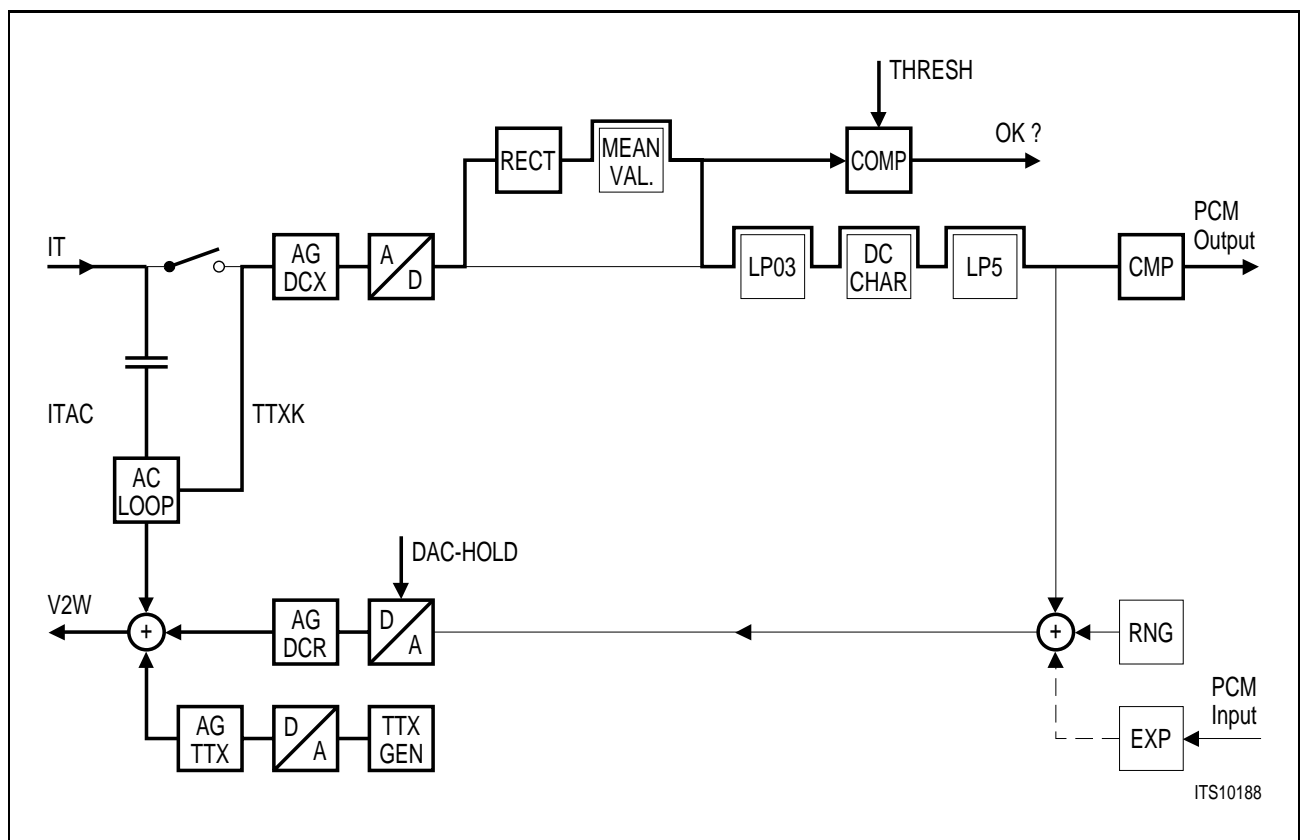 THRESH
OK ?
RECT
MEAN
VAL.
COMP
PCM
Output
IT
AG
DCX
A
D
LP03
DC
CHAR
LP5
CMP
ITAC
TTXK
AC
LOOP
DAC-HOLD
V2W
+
AG
DCR
D
A
+
RNG
AG
TTX
D
A
TTX
GEN
PCM
Input
EXP
ITS10188